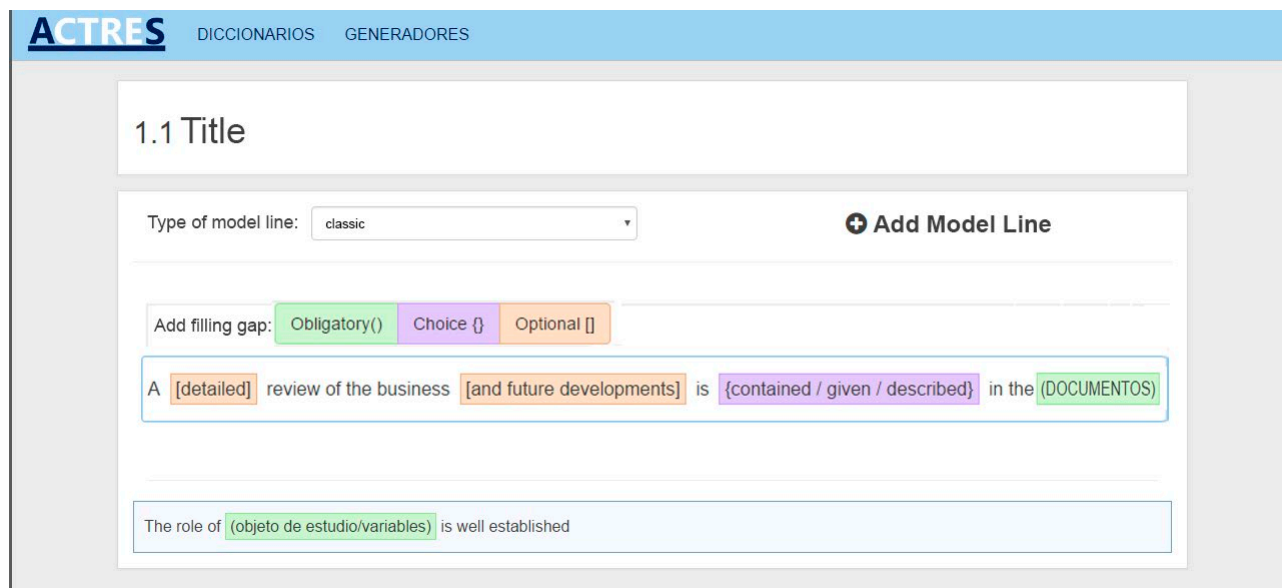 ACTRES DICCIONARIOS GENERADORES
1.1 Title
Type of model line: classic Add Model Line
Add filling gap: Obligatory() Choice {} Optional []
A [detailed] review of the business [and future developments] is {contained / given / described} in the (DOCUMENTOS)
The role of (objeto de estudio/variables) is well established